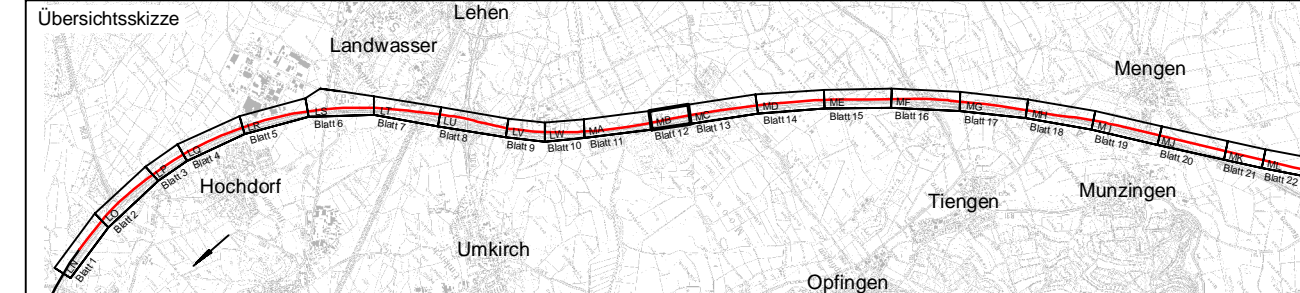 Übersichtsskizze
Lehen
Landwasser
Mengen
Hochdorf
Umkirch
Tiengen
Munzingen
Opfingen
LN
Blatt 1
LO
Blatt 2
LP
Blatt 3
LQ
Blatt 4
LR
Blatt 5
LS
Blatt 6
LT
Blatt 7
LU
Blatt 8
LV
Blatt 9
LW
Blatt 10
MA
Blatt 11
MB
Blatt 12
MC
Blatt 13
MD
Blatt 14
ME
Blatt 15
MF
Blatt 16
MG
Blatt 17
MH
Blatt 18
MI
Blatt 19
MJ
Blatt 20
MK
Blatt 21
ML
Blatt 22